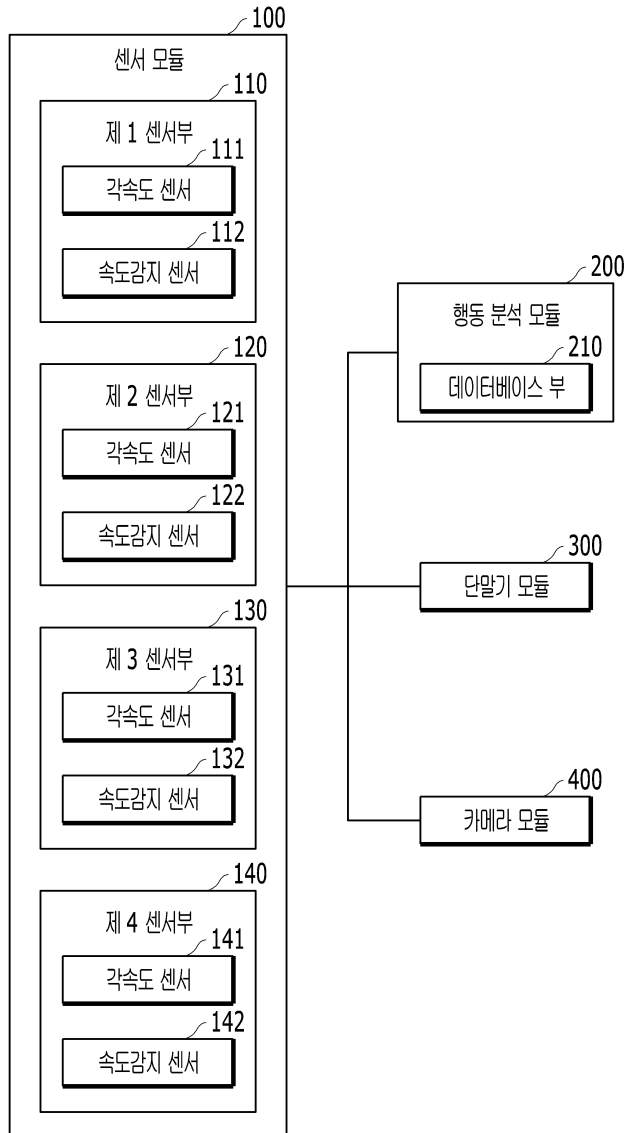 100
센서 모듈
110
제 1 센서부
111
각속도 센서
112
속도감지 센서
120
제 2 센서부
121
각속도 센서
122
속도감지 센서
130
제 3 센서부
131
각속도 센서
132
속도감지 센서
140
제 4 센서부
141
각속도 센서
142
속도감지 센서
200
행동 분석 모듈
210
데이터베이스 부
300
단말기 모듈
400
카메라 모듈